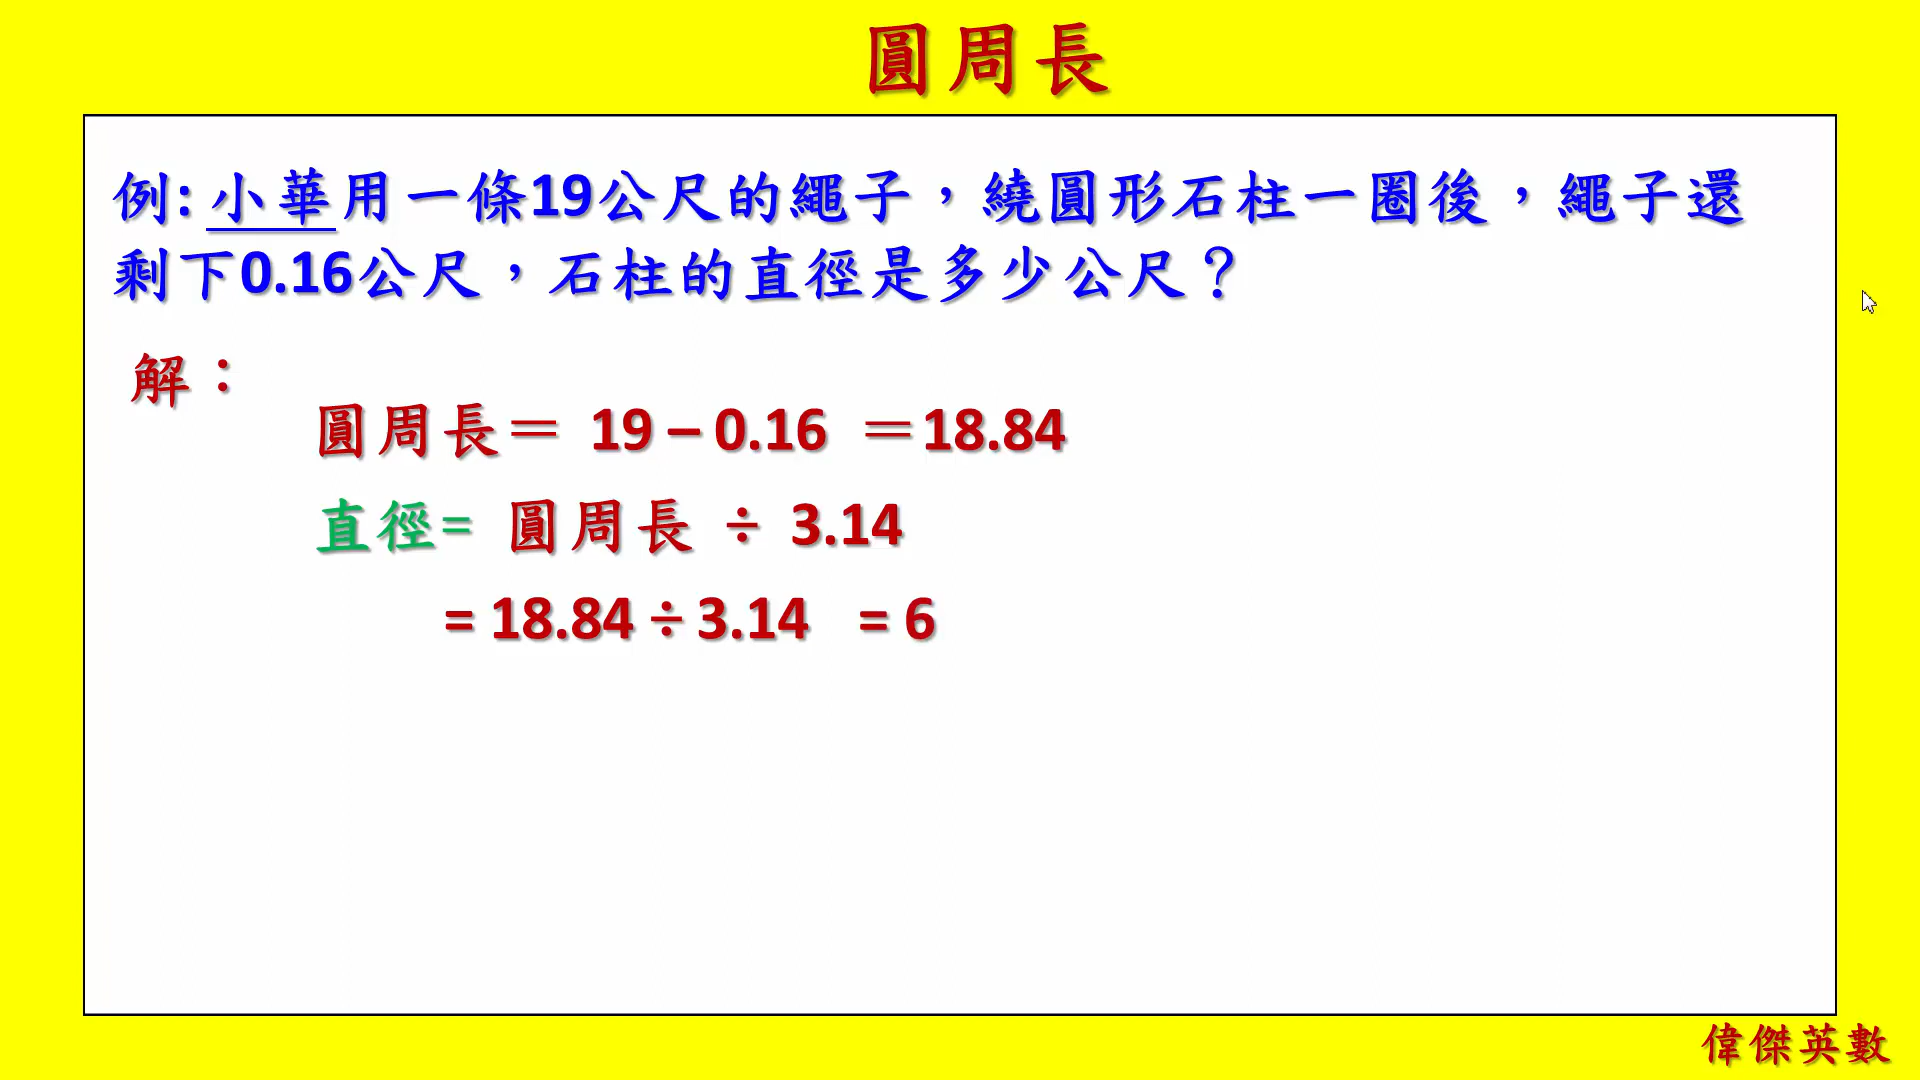 圓周長
例: 小華用一條19公尺的繩子，繞圓形石柱一圈後，繩子還
剩下0.16公尺，石柱的直徑是多少公尺？
解：
圓周長＝ 19 – 0.16 ＝18.84
直徑= 圓周長 ÷ 3.14
= 18.84 ÷ 3.14 = 6
偉傑英數